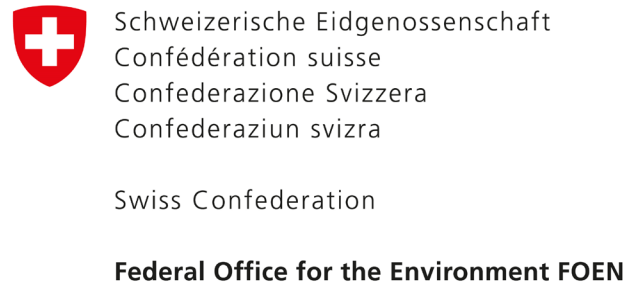 Schweizerische Eidgenossenschaft
Confédération suisse
Confederazione Svizzera
Confederaziun svizra
Swiss Confederation
Federal Office for the Environment FOEN